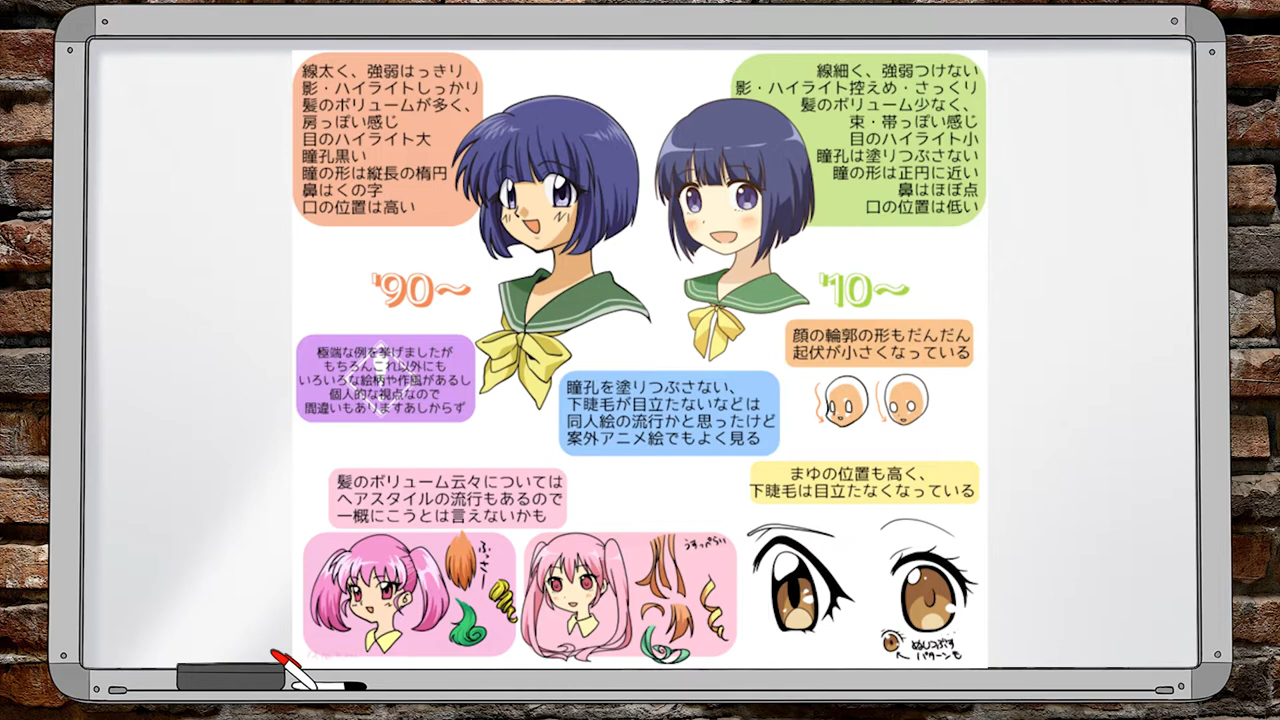 線太く、強弱はっきり
影・ハイライトしっかり
髪のボリュームが多く、
房っぽい感じ
目のハイライト大
瞳孔黒い
瞳の形は縦長の楕円
鼻はくの字
口の位置は高い
線細く、強弱つけない
影・ハイライト控えめ・さっくり
髪のボリューム少なく、
束・帯っぽい感じ
目のハイライト小
瞳孔は塗りつぶさない
瞳の形は正円に近い
鼻はほぼ点
口の位置は低い
'90〜
'10〜
顔の輪郭の形もだんだん
起伏が小さくなっている
極端な例を挙げましたが
もちろんこれ以外にも
いろいろな絵柄や作風があるし
個人的な視点なので
間違いもありますあしからず
瞳孔を塗りつぶさない、
下睫毛が目立たないなどは
同人絵の流行かと思ったけど
案外アニメ絵でもよく見る
髪のボリューム云々については
ヘアスタイルの流行もあるので
一概にこうとは言えないかも
まゆの位置も高く、
下睫毛は目立たなくなっている
ふっさー
うすっぺらい
ぬりつぶす
パターンも